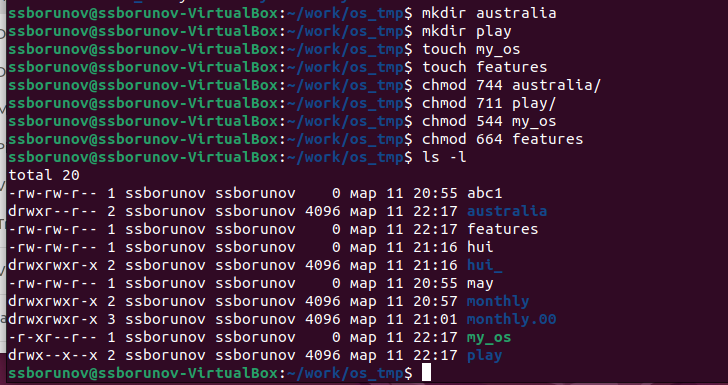 ssborunov@ssborunov-VirtualBox:~/work/os_tmp$ mkdir australia
ssborunov@ssborunov-VirtualBox:~/work/os_tmp$ mkdir play
ssborunov@ssborunov-VirtualBox:~/work/os_tmp$ touch my_os
ssborunov@ssborunov-VirtualBox:~/work/os_tmp$ touch features
ssborunov@ssborunov-VirtualBox:~/work/os_tmp$ chmod 744 australia/
ssborunov@ssborunov-VirtualBox:~/work/os_tmp$ chmod 711 play/
ssborunov@ssborunov-VirtualBox:~/work/os_tmp$ chmod 544 my_os
ssborunov@ssborunov-VirtualBox:~/work/os_tmp$ chmod 664 features
ssborunov@ssborunov-VirtualBox:~/work/os_tmp$ ls -l
total 20
-rw-rw-r-- 1 ssborunov ssborunov    0 мар 11 20:55 abc1
drwxr--r-- 2 ssborunov ssborunov 4096 мар 11 22:17 australia
-rw-rw-r-- 1 ssborunov ssborunov    0 мар 11 22:17 features
-rw-rw-r-- 1 ssborunov ssborunov    0 мар 11 21:16 hui
drwxrwxr-x 2 ssborunov ssborunov 4096 мар 11 21:16 hui_
-rw-rw-r-- 1 ssborunov ssborunov    0 мар 11 20:55 may
drwxrwxr-x 2 ssborunov ssborunov 4096 мар 11 20:57 monthly
drwxrwxr-x 3 ssborunov ssborunov 4096 мар 11 21:01 monthly.00
-r-xr--r-- 1 ssborunov ssborunov    0 мар 11 22:17 my_os
drwx--x--x 2 ssborunov ssborunov 4096 мар 11 22:17 play
ssborunov@ssborunov-VirtualBox:~/work/os_tmp$